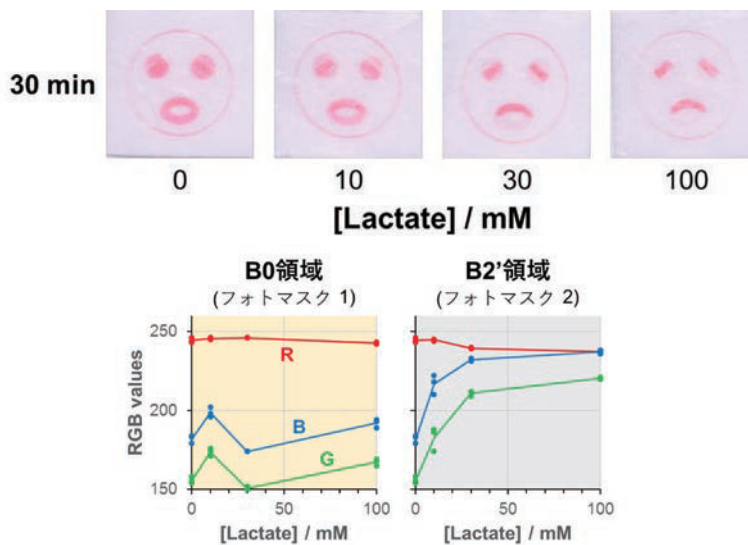 30 min
0 10 30 100
[Lactate] / mM
B0領域
(フォトマスク 1)
B2’領域
(フォトマスク 2)
RGB values
250
200
150
R
B
G
0 50 100
0 50 100
[Lactate] / mM
[Lactate] / mM